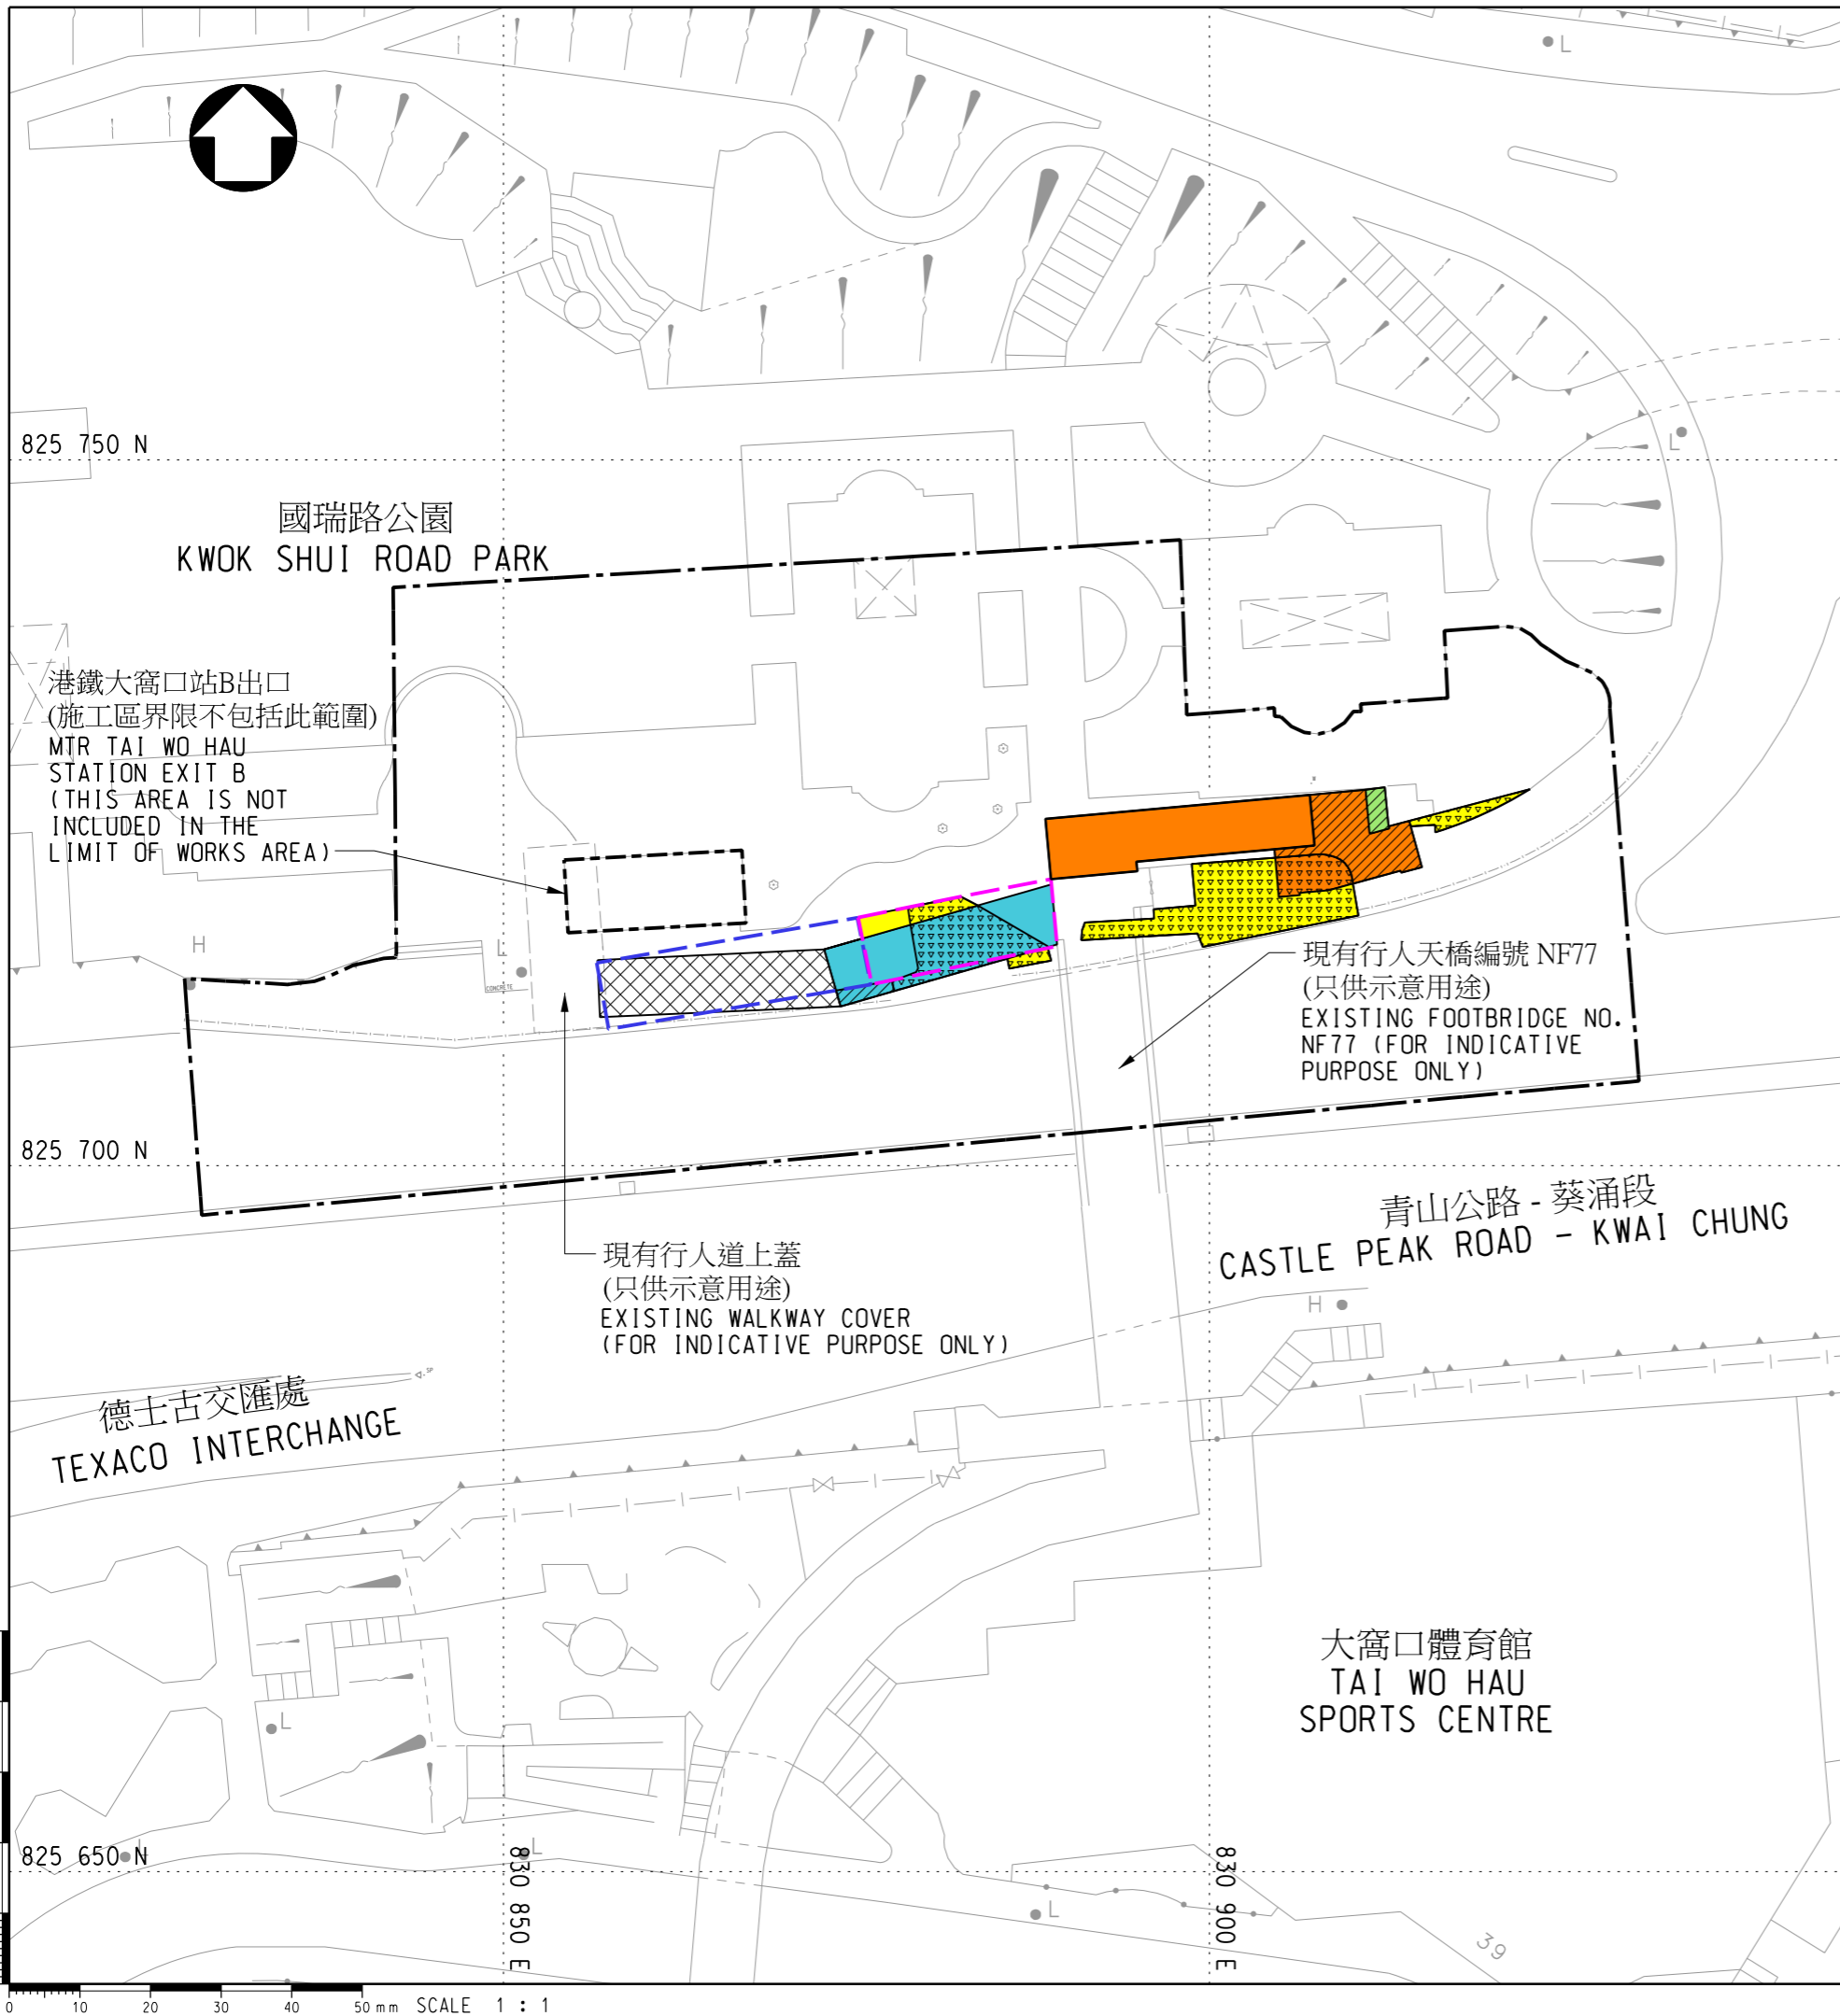 L
825 750 N
L
國瑞路公園
KWOK SHUI ROAD PARK
港鐵大窩口站B出口
(施工區界限不包括此範圍)
MTR TAI WO HAU
STATION EXIT B
(THIS AREA IS NOT
INCLUDED IN THE
LIMIT OF WORKS AREA)
H
L
CONCRETE
現有行人天橋編號 NF77
(只供示意用途)
EXISTING FOOTBRIDGE NO.
NF77 (FOR INDICATIVE
PURPOSE ONLY)
825 700 N
青山公路 - 葵涌段
CASTLE PEAK ROAD - KWAI CHUNG
現有行人道上蓋
(只供示意用途)
EXISTING WALKWAY COVER
(FOR INDICATIVE PURPOSE ONLY)
H
德士古交匯處
TEXACO INTERCHANGE
SP
大窩口體育館
TAI WO HAU
SPORTS CENTRE
L
825 650 N
L
L
830 850 E
830 900 E
L
39
0 10 20 30 40 50 mm SCALE 1 : 1